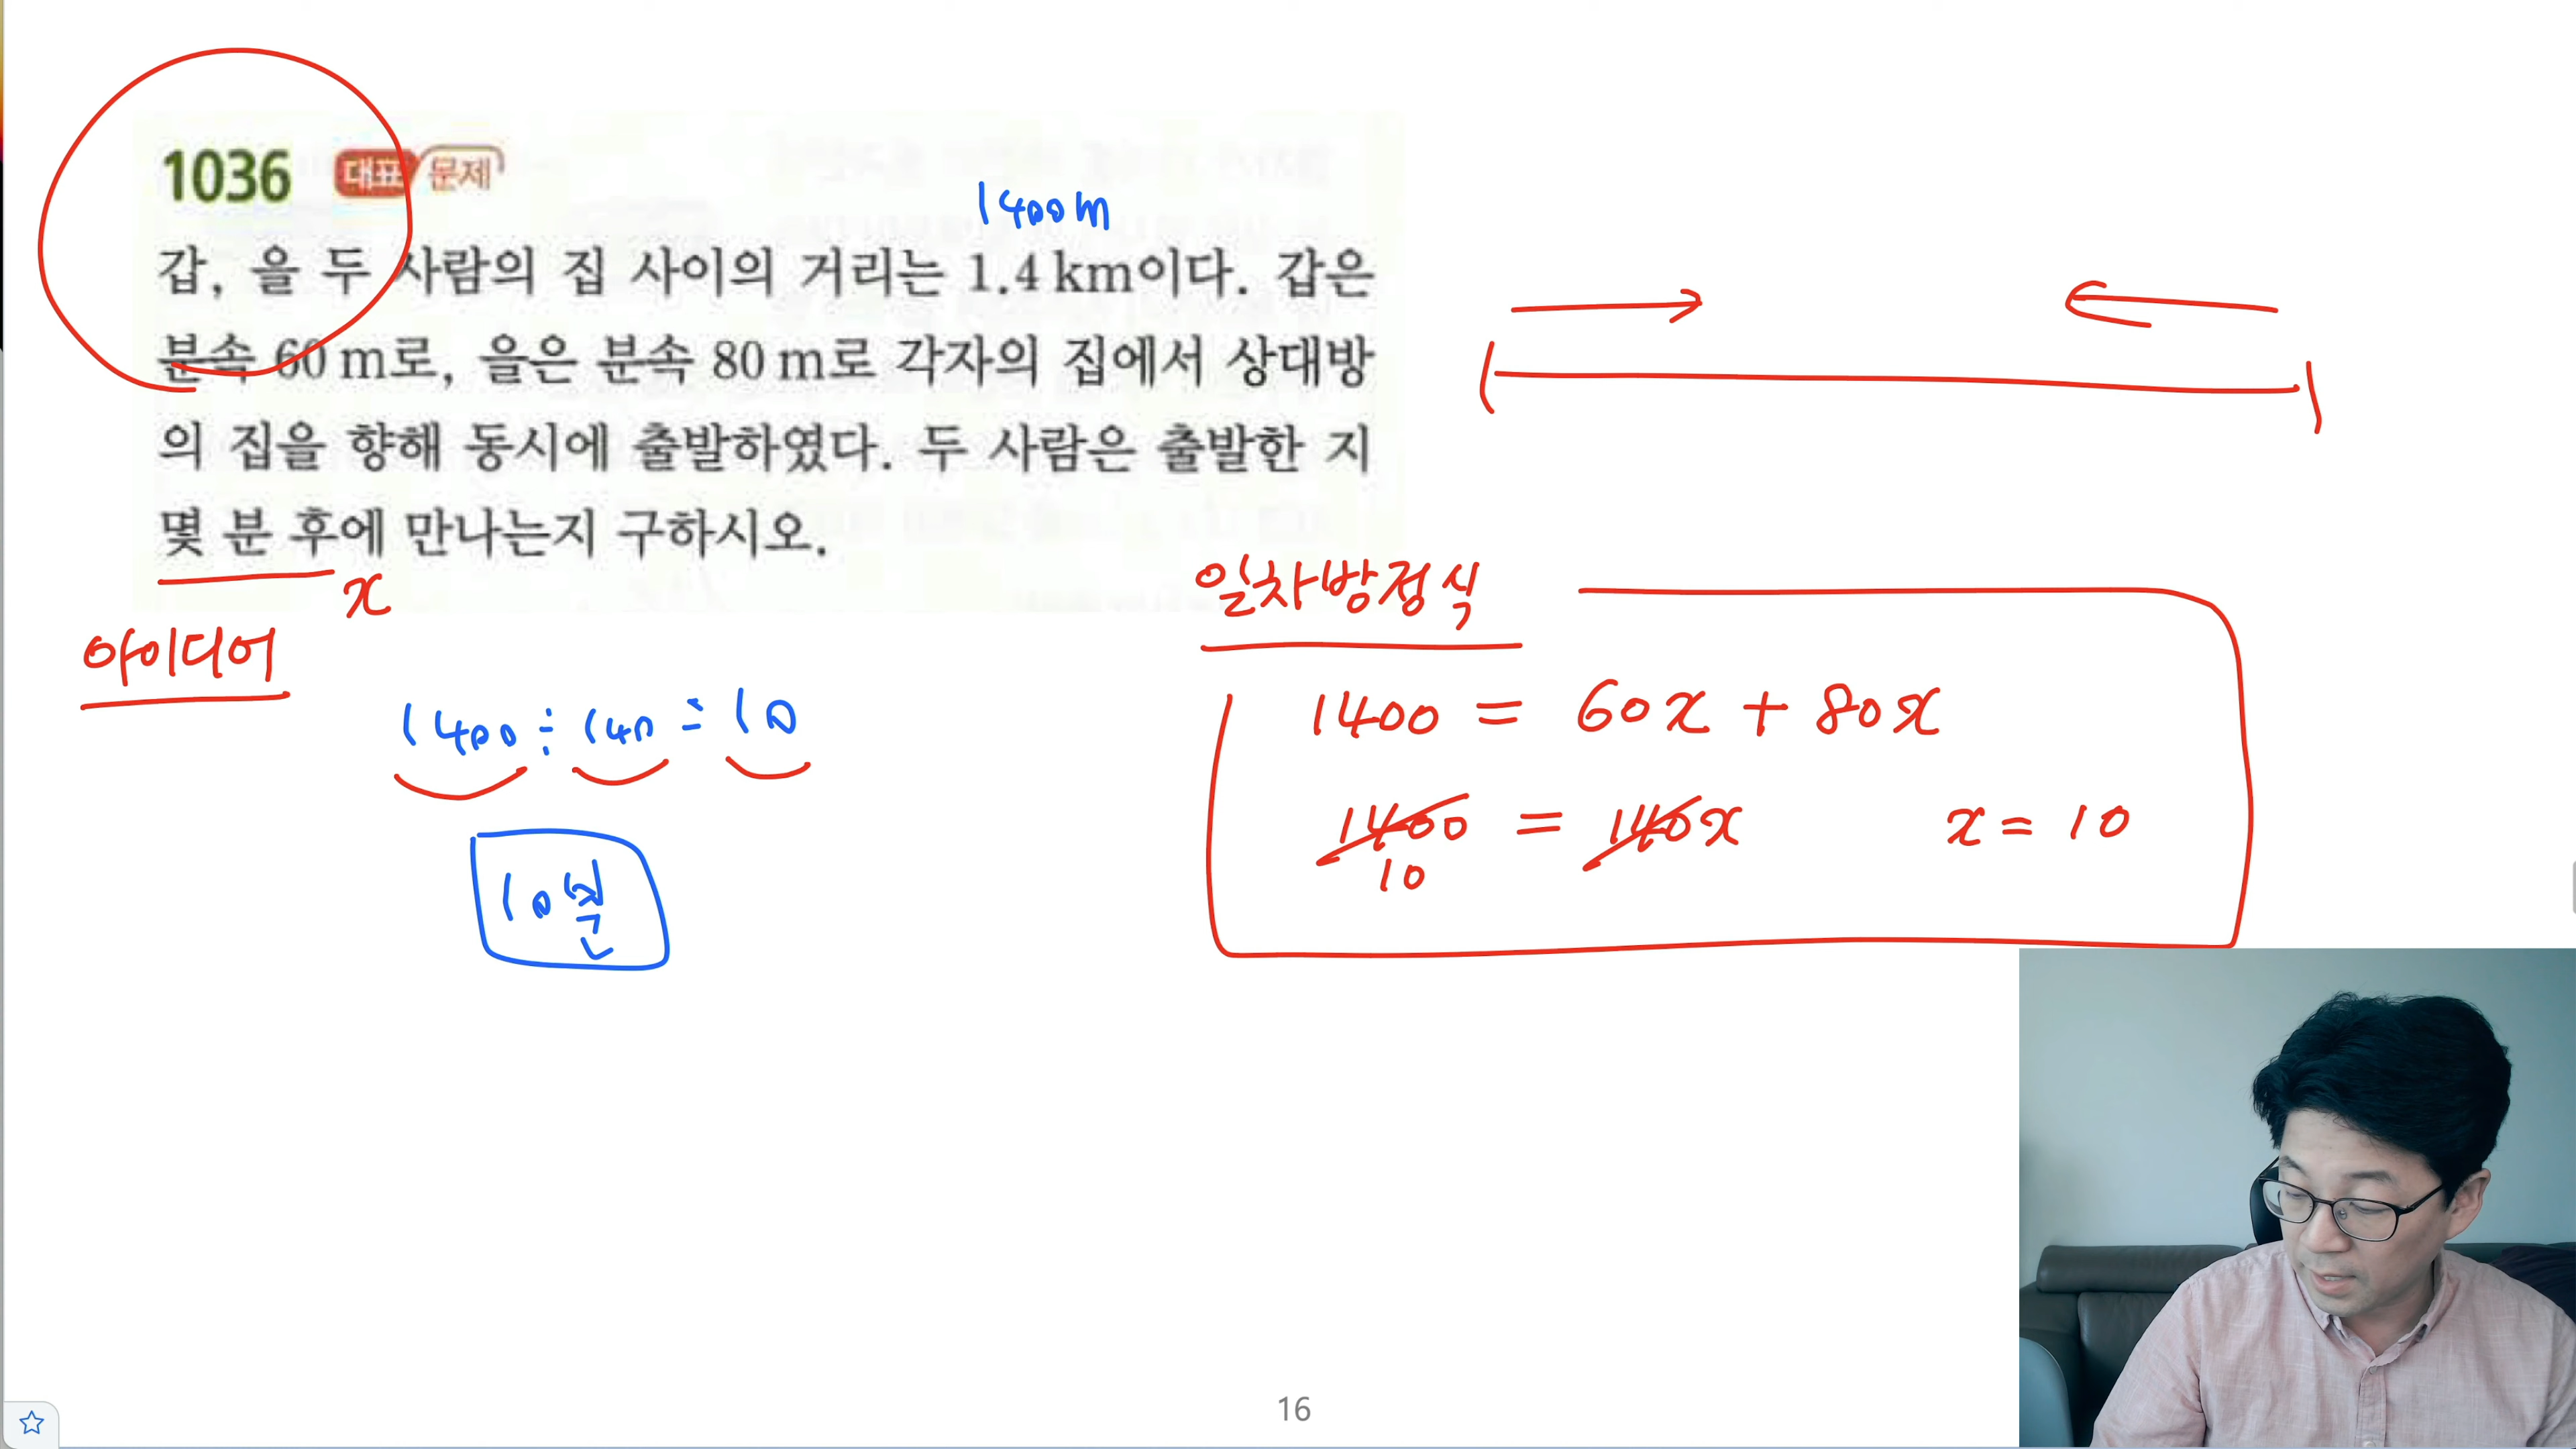 1036 대표 문제
1400m
갑, 을 두 사람의 집 사이의 거리는 1.4 km이다. 갑은
분속 60 m로, 을은 분속 80 m로 각자의 집에서 상대방
의 집을 향해 동시에 출발하였다. 두 사람은 출발한 지
몇 분 후에 만나는지 구하시오.
x
아이디어
1400 ÷ 140 = 10
일차방정식
1400 = 60x + 80x
1400 = 140x x = 10
10
16